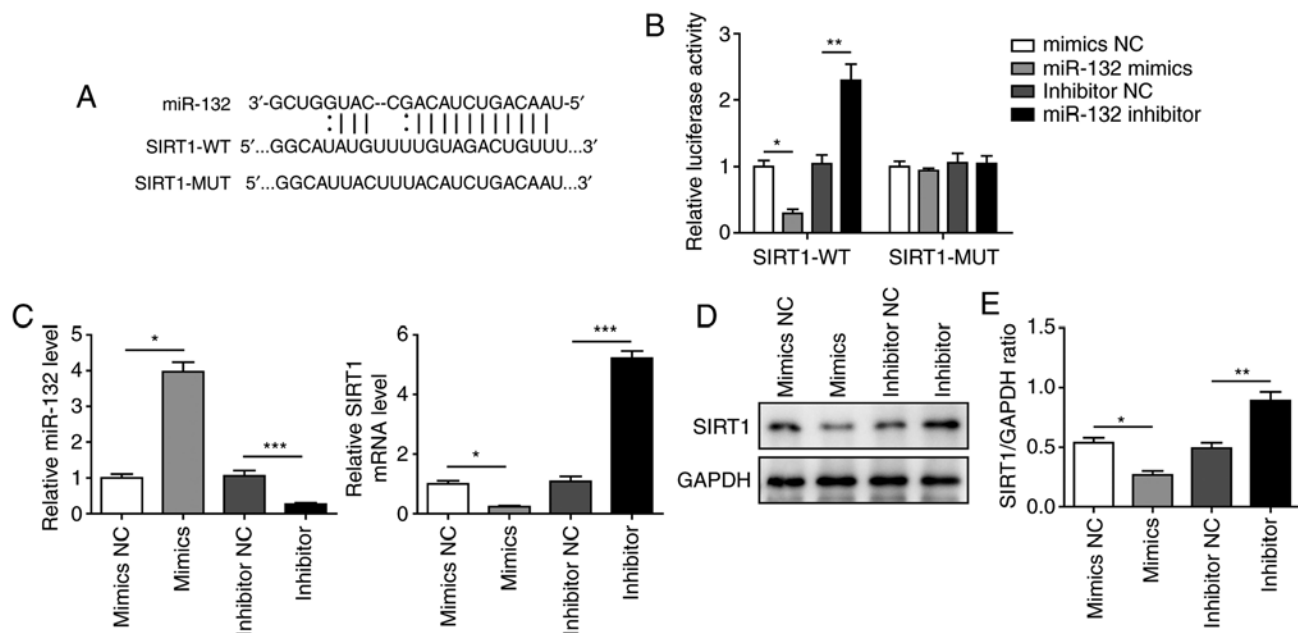 A
miR-132 3′-GCUGGUAC--CGACAUCUGACAAU-5′
SIRT1-WT 5′...GGCAUAUGUUUUGUAGACUGUUU...3′
SIRT1-MUT 5′...GGCAUUACUUUACAUCUGACAAU...3′
B
Relative luciferase activity
3
2
1
0
*
**
SIRT1-WT SIRT1-MUT
mimics NC
miR-132 mimics
Inhibitor NC
miR-132 inhibitor
C
Relative miR-132 level
5
4
3
2
1
0
*
***
Mimics NC
Mimics
Inhibitor NC
Inhibitor
Relative SIRT1
mRNA level
6
4
2
0
*
***
Mimics NC
Mimics
Inhibitor NC
Inhibitor
D
Mimics NC
Mimics
Inhibitor NC
Inhibitor
SIRT1
GAPDH
E
SIRT1/GAPDH ratio
1.5
1.0
0.5
0.0
*
**
Mimics NC
Mimics
Inhibitor NC
Inhibitor